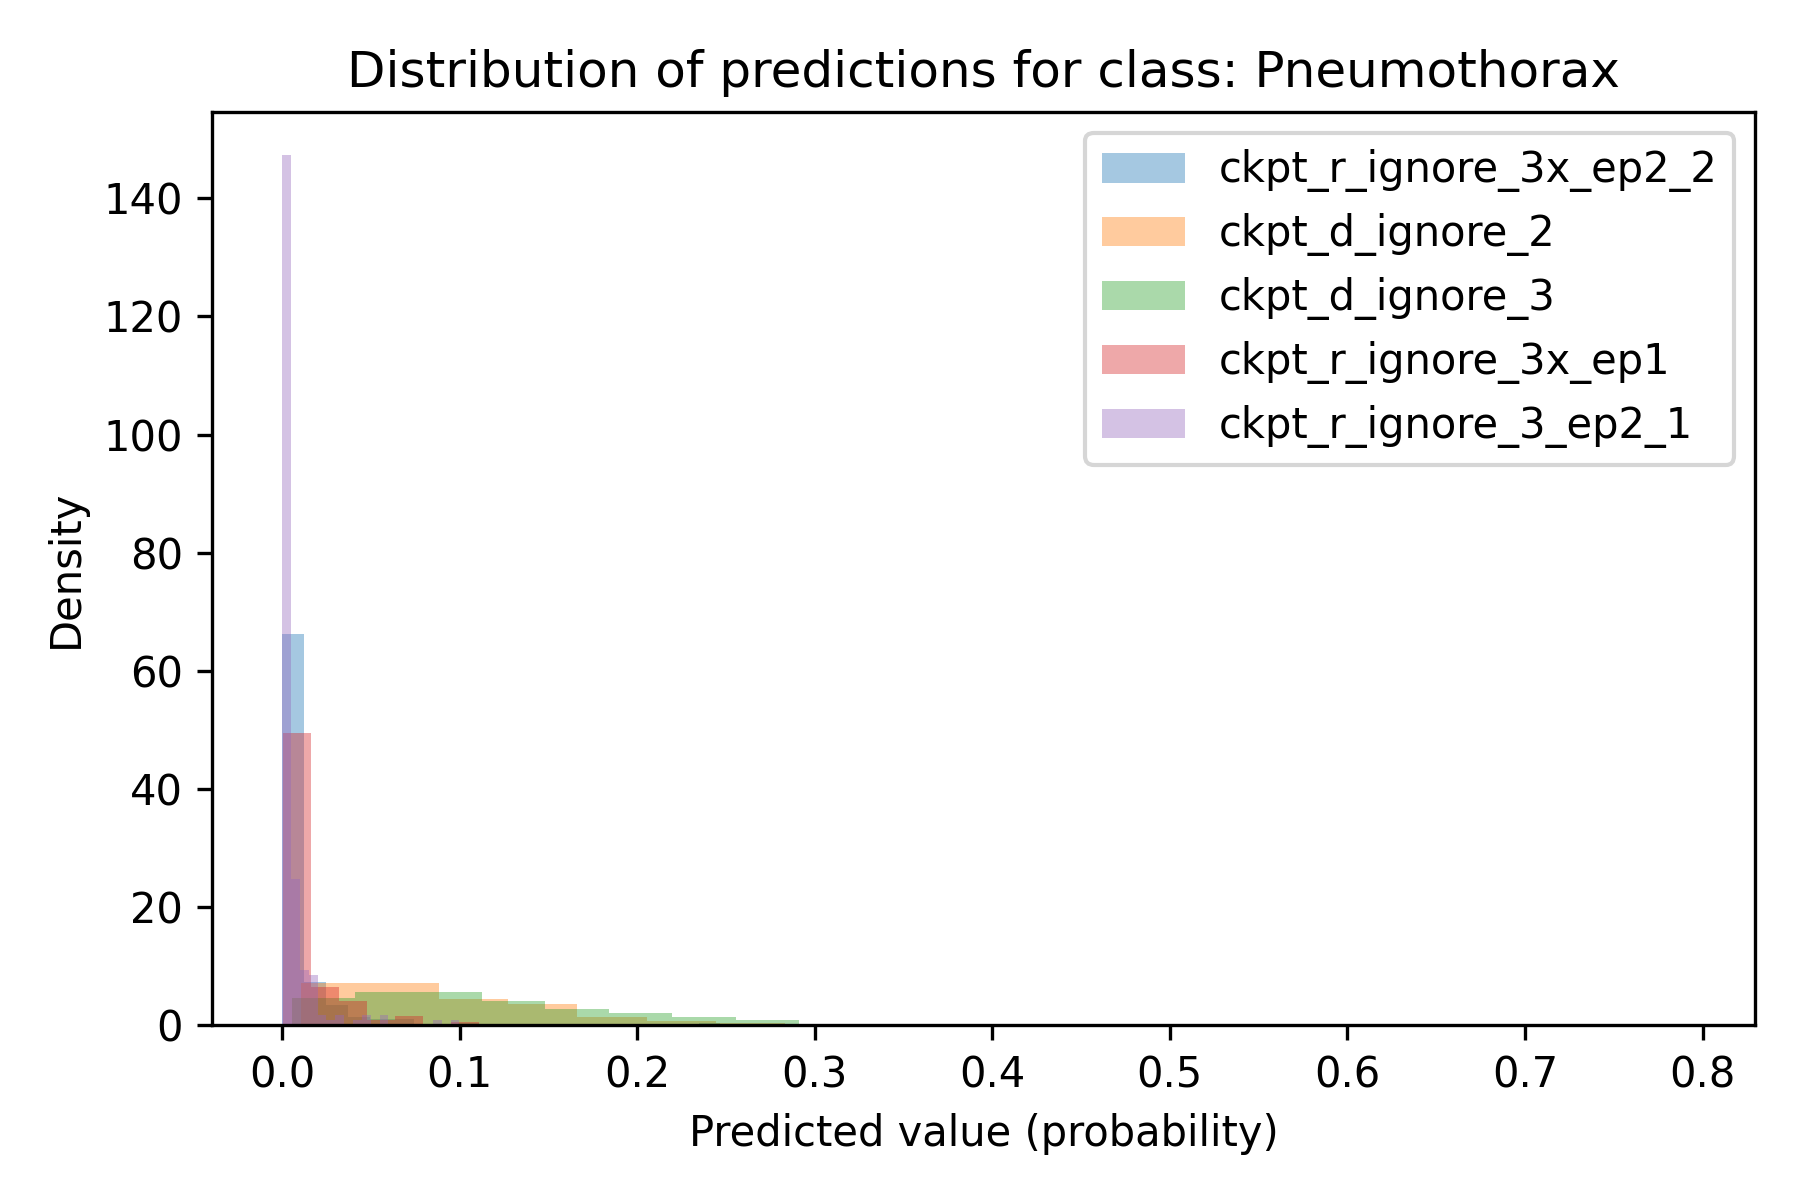 Distribution of predictions for class: Pneumothorax
ckpt_r_ignore_3x_ep2_2
ckpt_d_ignore_2
ckpt_d_ignore_3
ckpt_r_ignore_3x_ep1
ckpt_r_ignore_3_ep2_1
Density
140
120
100
80
60
40
20
0
0.0 0.1 0.2 0.3 0.4 0.5 0.6 0.7 0.8
Predicted value (probability)